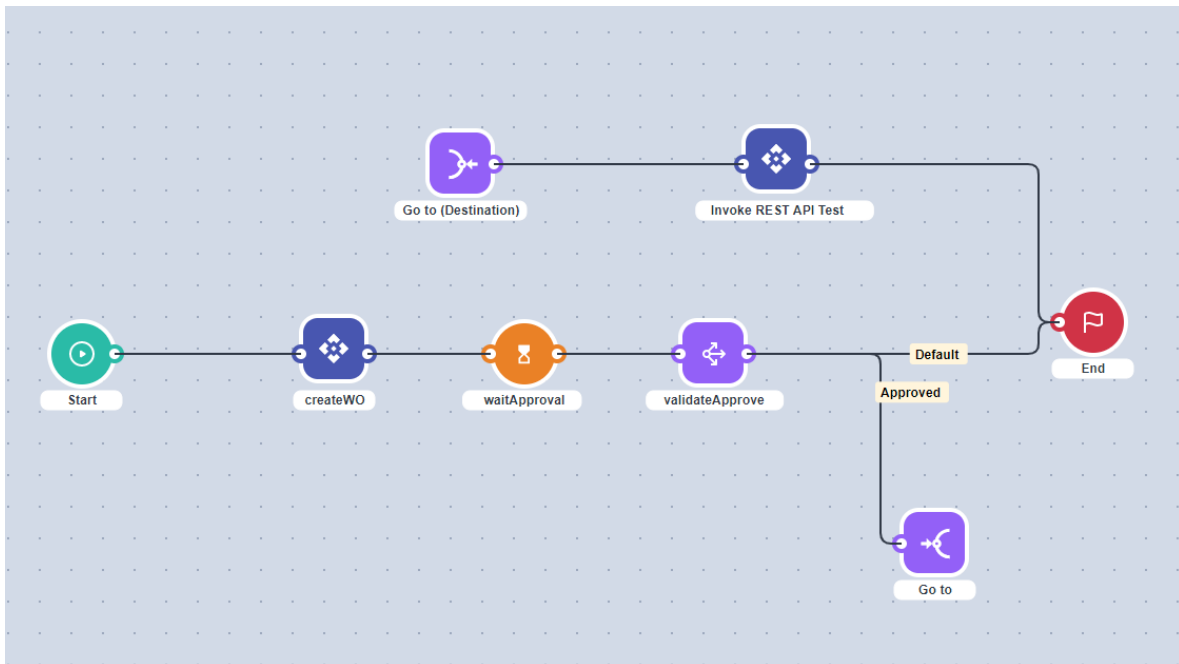 Go to (Destination)
Invoke REST API Test
Start
createWO
waitApproval
validateApprove
Default
Approved
End
Go to